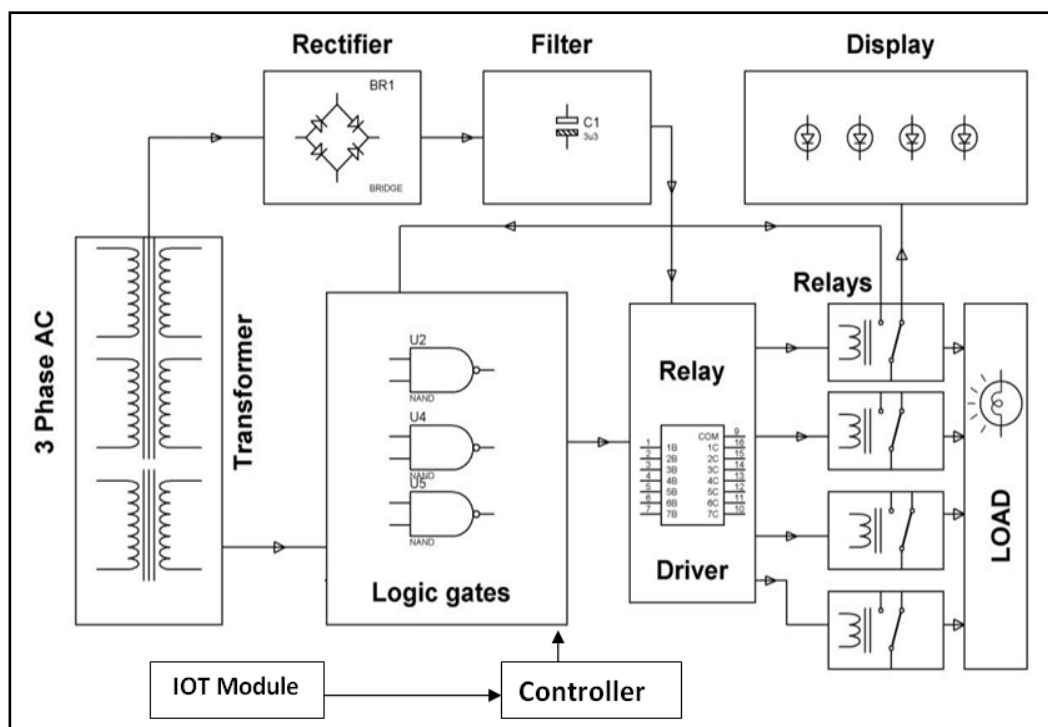 Rectifier
Filter
Display
BR1
BRIDGE
C1
3u3
3 Phase AC
Transformer
U2
NAND
U4
NAND
U5
NAND
Logic gates
Relay
COM
1B
2B
3B
4B
5B
6B
7B
1C
2C
3C
4C
5C
6C
7C
1
2
3
4
5
6
7
9
16
15
14
13
12
11
10
Driver
Relays
LOAD
IOT Module
Controller